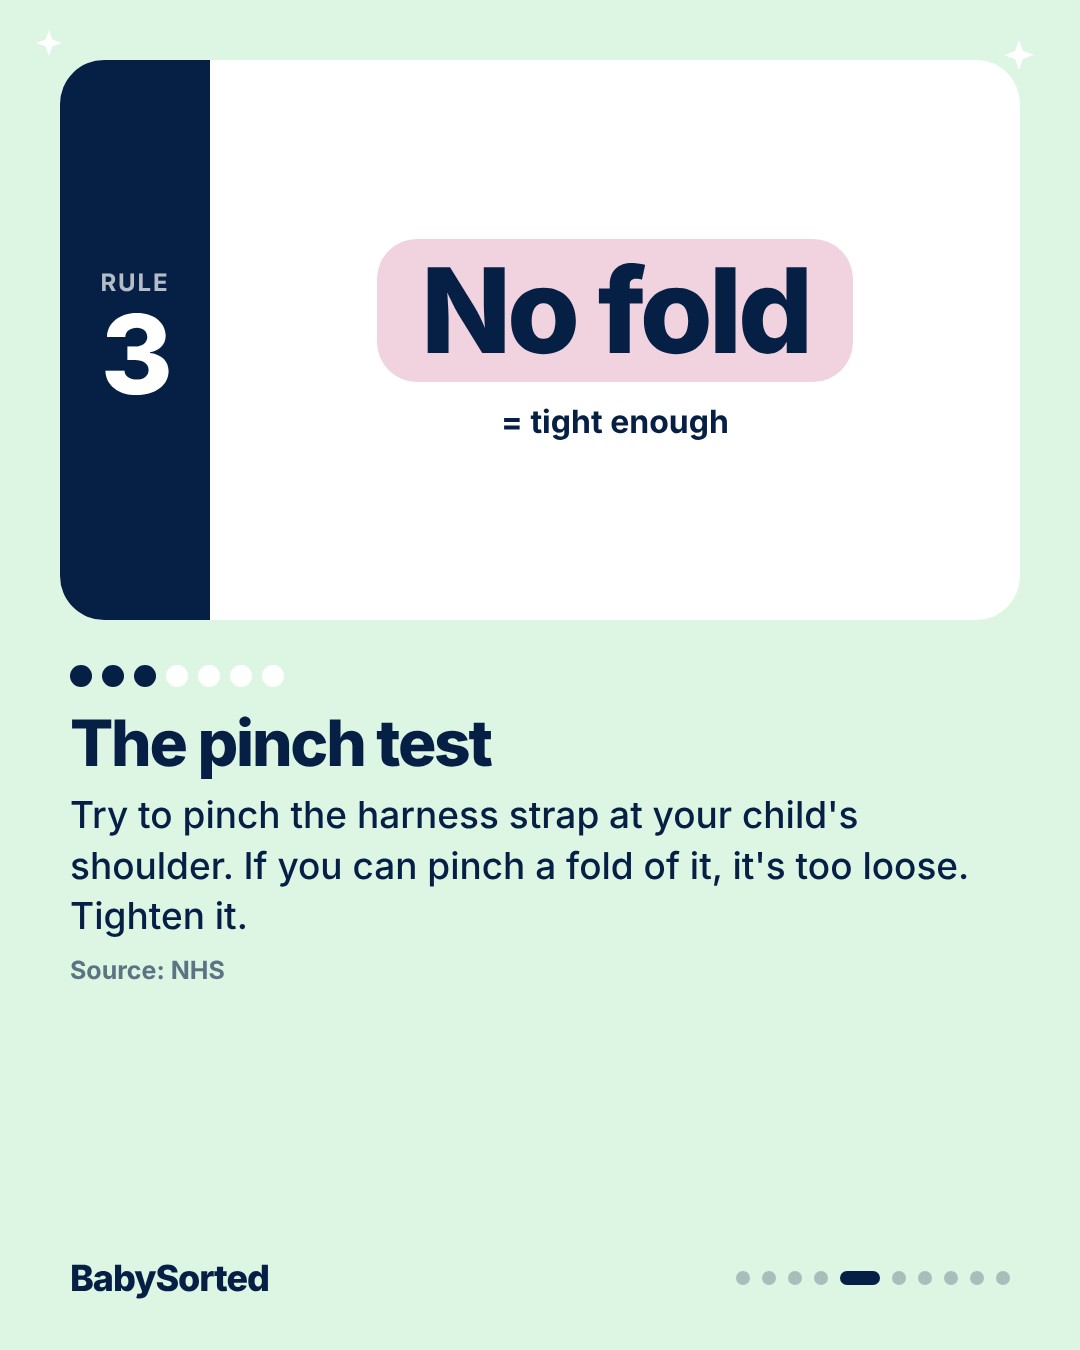 RULE
3
No fold
= tight enough
The pinch test
Try to pinch the harness strap at your child's
shoulder. If you can pinch a fold of it, it's too loose.
Tighten it.
Source: NHS
BabySorted